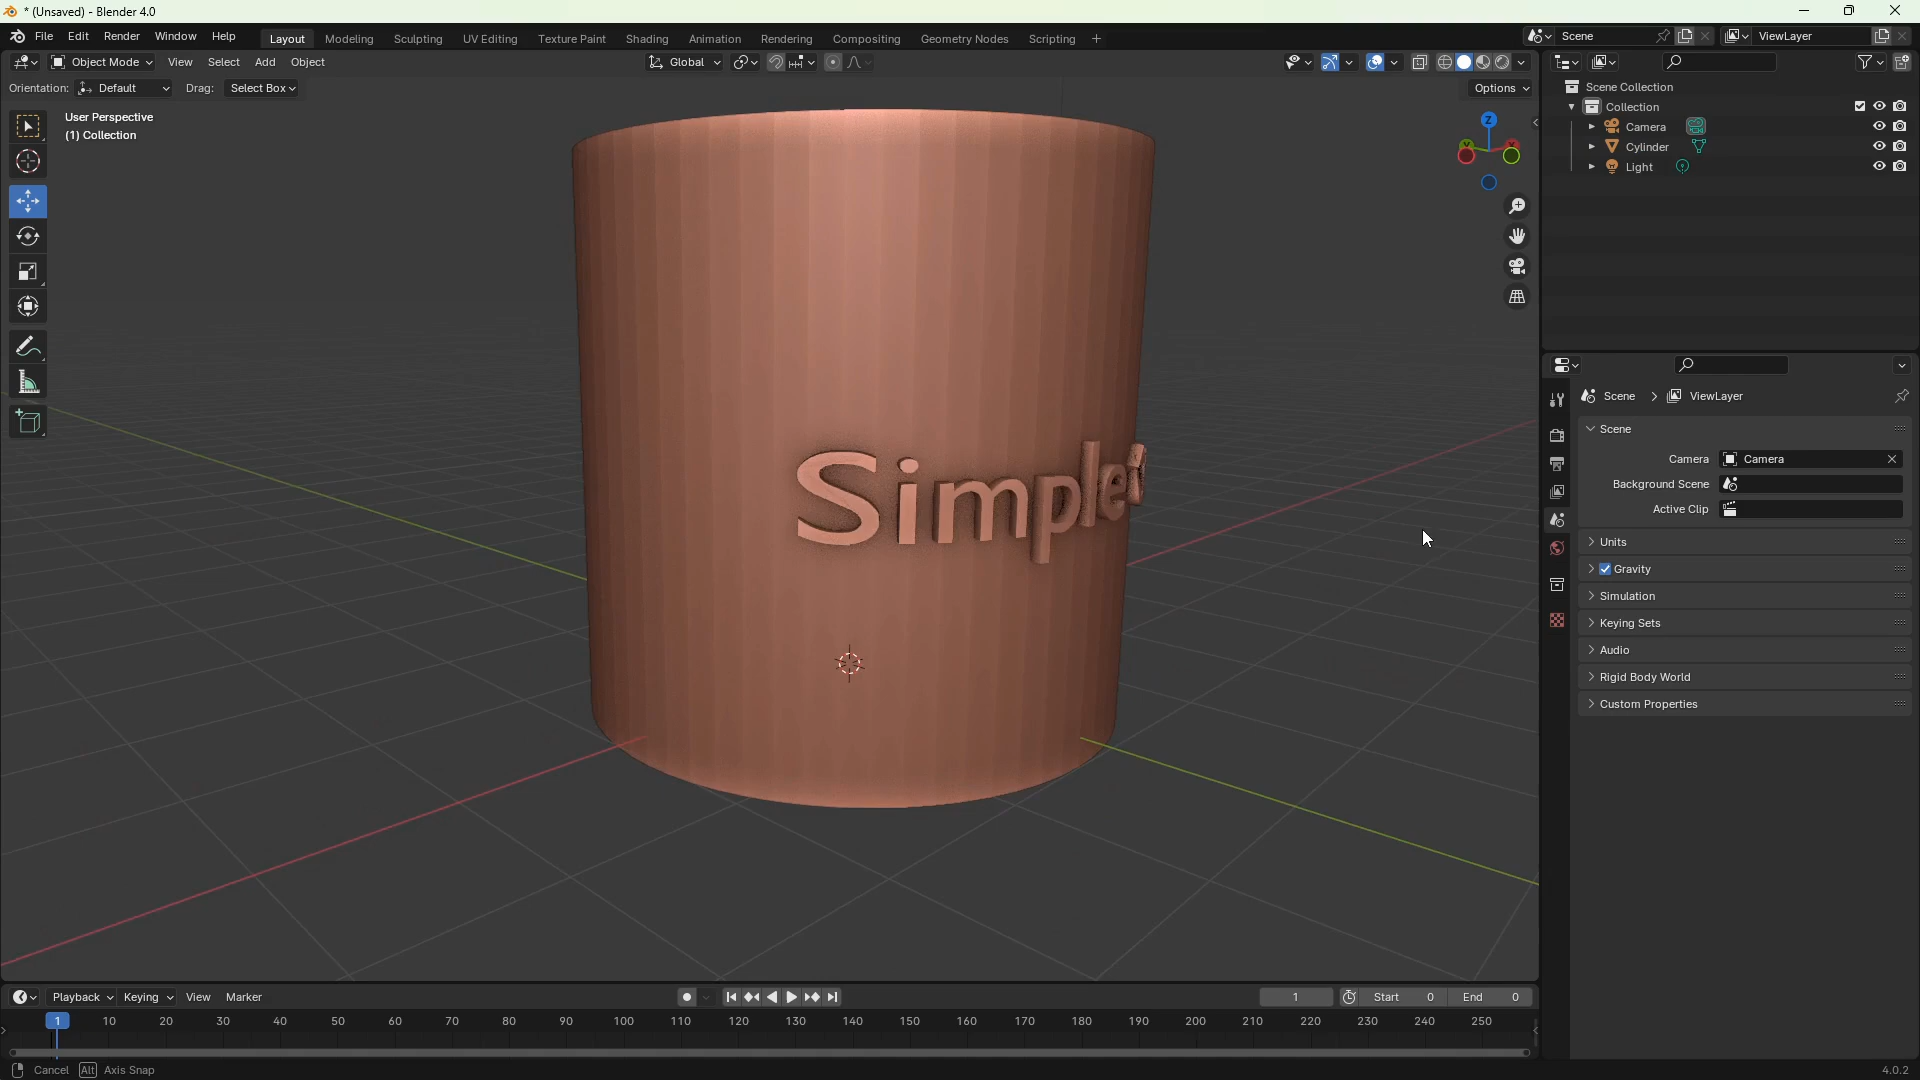 * (Unsaved) - Blender 4.0
File Edit Render Window Help
Layout Modeling Sculpting UV Editing Texture Paint Shading Animation Rendering Compositing Geometry Nodes Scripting +
Scene
ViewLayer
Object Mode View Select Add Object
Global
Orientation: Default Drag: Select Box
Options
User Perspective
(1) Collection
Z
Scene Collection
Collection
Camera
Cylinder
Light
Scene > ViewLayer
Scene
Camera Camera
Background Scene
Active Clip
Units
Gravity
Simulation
Keying Sets
Audio
Rigid Body World
Custom Properties
Playback Keying View Marker
1 Start 0 End 0
1 10 20 30 40 50 60 70 80 90 100 110 120 130 140 150 160 170 180 190 200 210 220 230 240 250
Cancel Alt Axis Snap
4.0.2